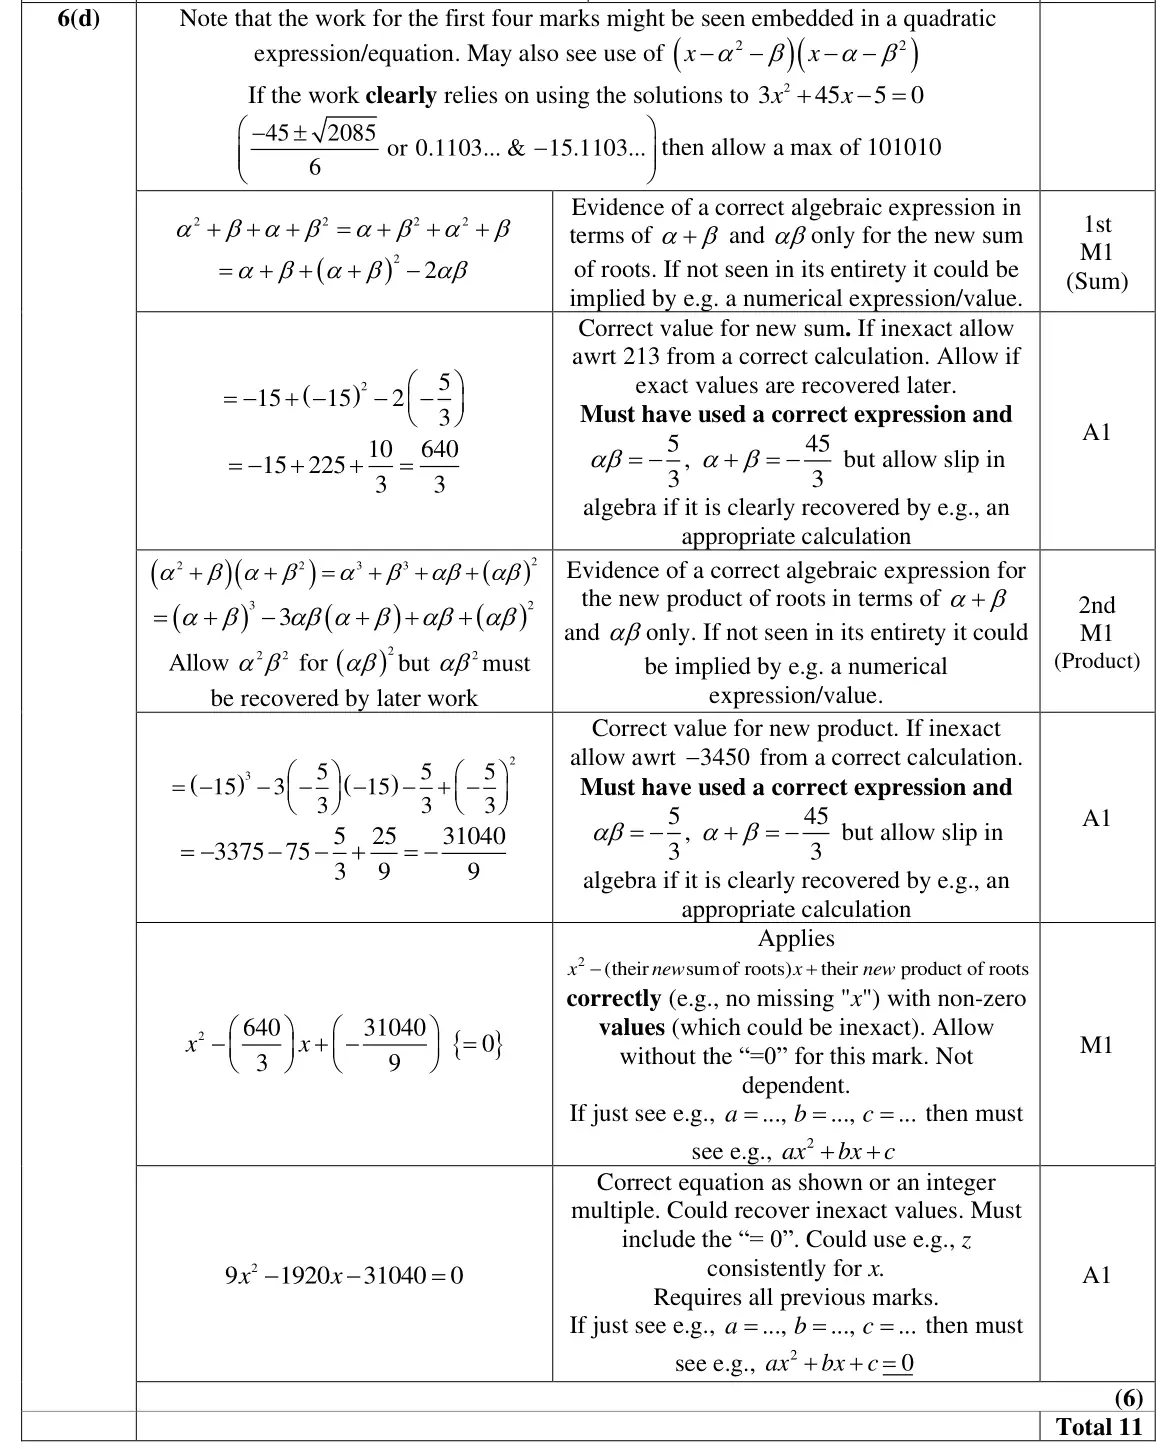 6(d)
Note that the work for the first four marks might be seen embedded in a quadratic
expression/equation. May also see use of (x − α² − β)(x − α − β²)
If the work clearly relies on using the solutions to 3x² + 45x − 5 = 0
((−45 ± √2085)/6 or 0.1103... & −15.1103...) then allow a max of 101010
α² + β + α + β² = α + β² + α² + β
= α + β + (α + β)² − 2αβ
Evidence of a correct algebraic expression in
terms of α + β and αβ only for the new sum
of roots. If not seen in its entirety it could be
implied by e.g. a numerical expression/value.
1st
M1
(Sum)
= −15 + (−15)² − 2(−5/3)
= −15 + 225 + 10/3 = 640/3
Correct value for new sum. If inexact allow
awrt 213 from a correct calculation. Allow if
exact values are recovered later.
Must have used a correct expression and
αβ = −5/3, α + β = −45/3 but allow slip in
algebra if it is clearly recovered by e.g., an
appropriate calculation
A1
(α² + β)(α + β²) = α³ + β³ + αβ + (αβ)²
= (α + β)³ − 3αβ(α + β) + αβ + (αβ)²
Allow α²β² for (αβ)² but αβ² must
be recovered by later work
Evidence of a correct algebraic expression for
the new product of roots in terms of α + β
and αβ only. If not seen in its entirety it could
be implied by e.g. a numerical
expression/value.
2nd
M1
(Product)
= (−15)³ − 3(−5/3)(−15) − 5/3 + (−5/3)²
= −3375 − 75 − 5/3 + 25/9 = −31040/9
Correct value for new product. If inexact
allow awrt −3450 from a correct calculation.
Must have used a correct expression and
αβ = −5/3, α + β = −45/3 but allow slip in
algebra if it is clearly recovered by e.g., an
appropriate calculation
A1
x² − (640/3)x + (−31040/9) {= 0}
Applies
x² − (their new sum of roots)x + their new product of roots
correctly (e.g., no missing "x") with non-zero
values (which could be inexact). Allow
without the “=0” for this mark. Not
dependent.
If just see e.g., a = ..., b = ..., c = ... then must
see e.g., ax² + bx + c
M1
9x² − 1920x − 31040 = 0
Correct equation as shown or an integer
multiple. Could recover inexact values. Must
include the “= 0”. Could use e.g., z
consistently for x.
Requires all previous marks.
If just see e.g., a = ..., b = ..., c = ... then must
see e.g., ax² + bx + c = 0
A1
(6)
Total 11